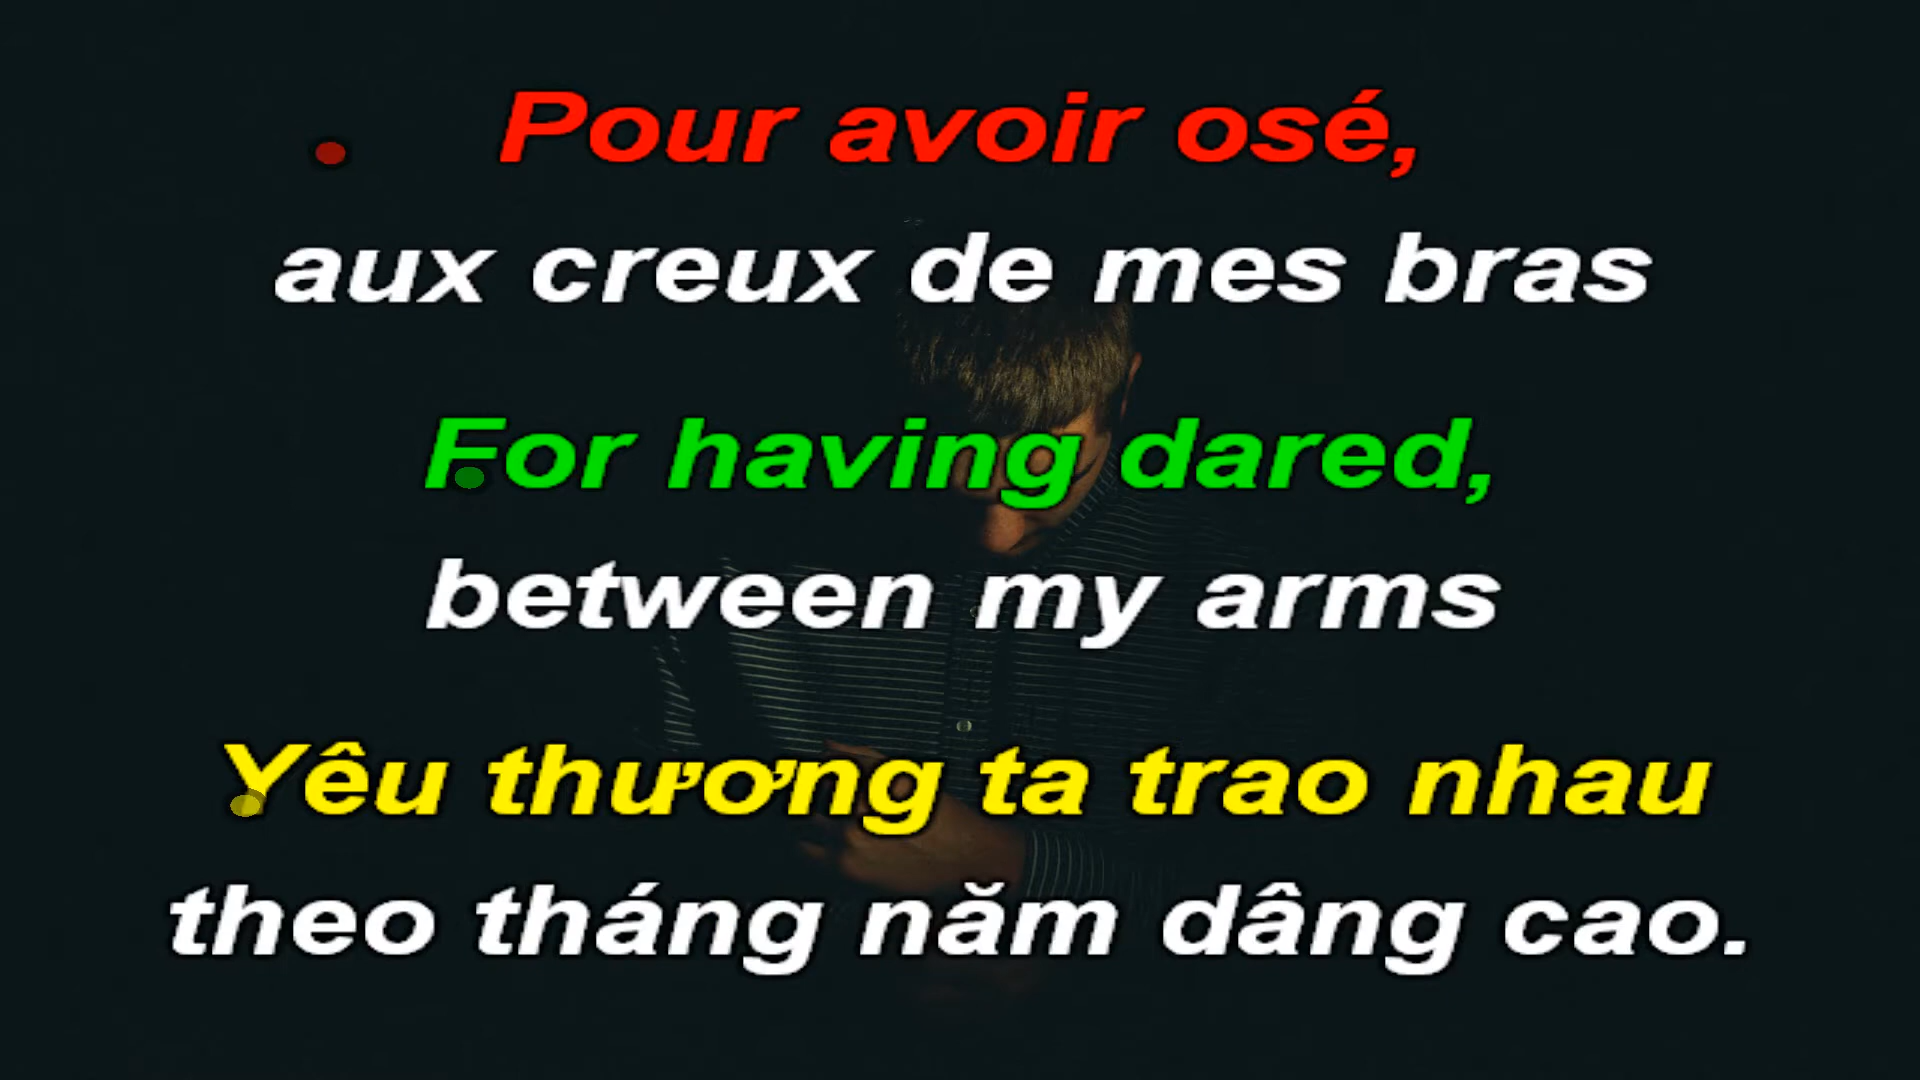 Pour avoir osé,
aux creux de mes bras
For having dared,
between my arms
Yêu thương ta trao nhau
theo tháng năm dâng cao.